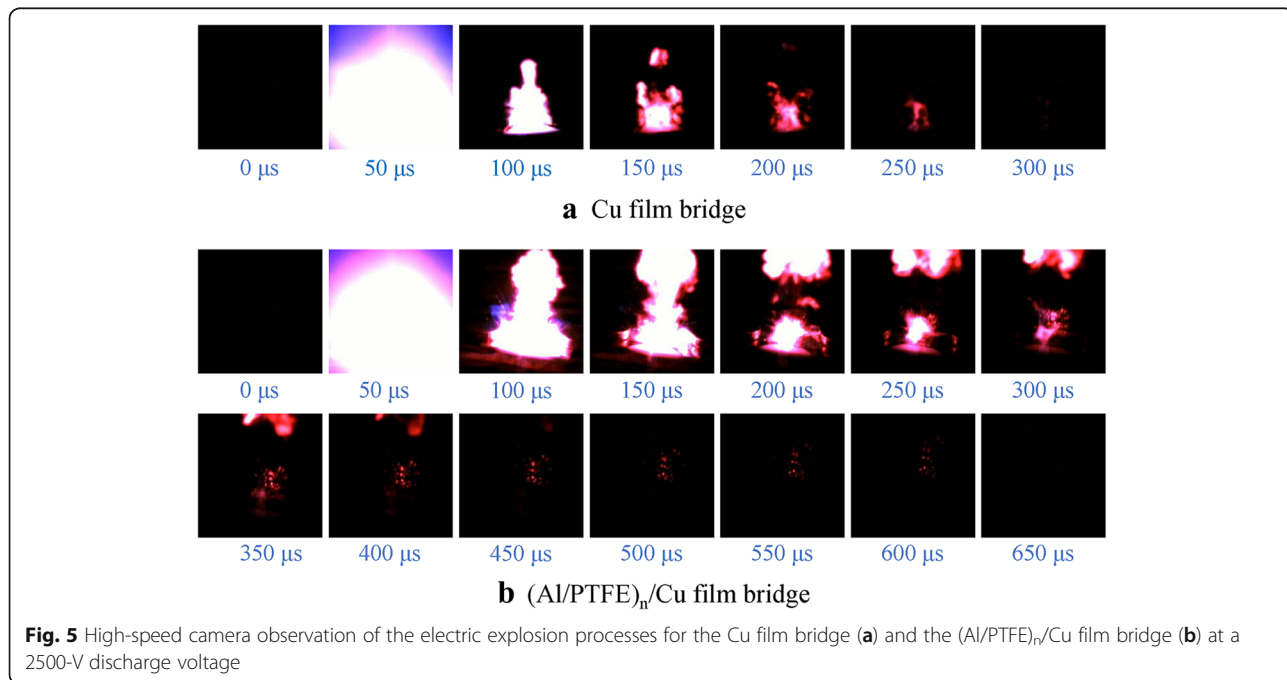 0 μs 50 μs 100 μs 150 μs 200 μs 250 μs 300 μs
a Cu film bridge
0 μs 50 μs 100 μs 150 μs 200 μs 250 μs 300 μs
350 μs 400 μs 450 μs 500 μs 550 μs 600 μs 650 μs
b (Al/PTFE)n/Cu film bridge
Fig. 5 High-speed camera observation of the electric explosion processes for the Cu film bridge (a) and the (Al/PTFE)n/Cu film bridge (b) at a
2500-V discharge voltage